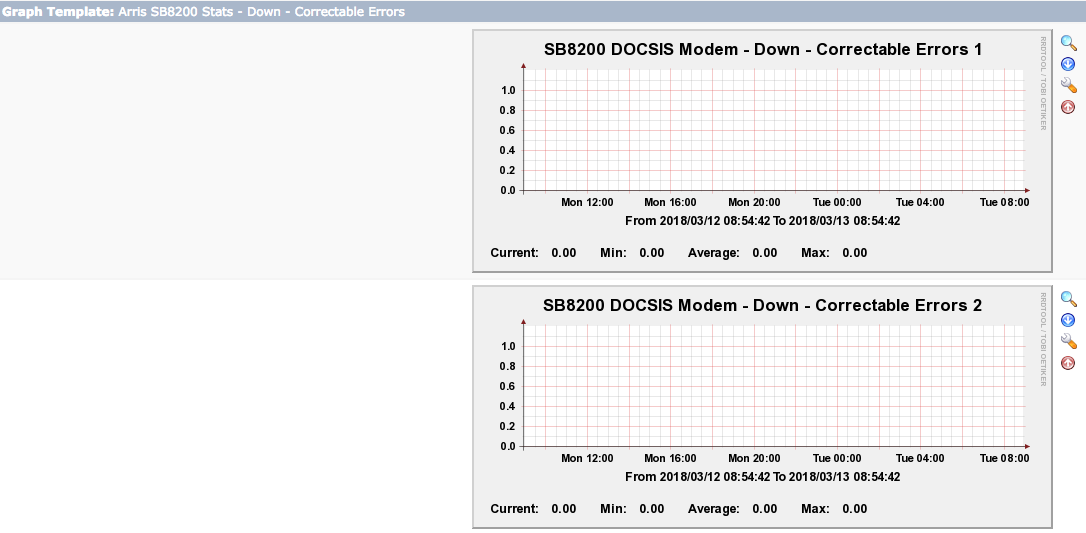 Graph Template: Arris SB8200 Stats - Down - Correctable Errors
SB8200 DOCSIS Modem - Down - Correctable Errors 1
RRDTOOL / TOBI OETIKER
1.0
0.8
0.6
0.4
0.2
0.0
Mon 12:00 Mon 16:00 Mon 20:00 Tue 00:00 Tue 04:00 Tue 08:00
From 2018/03/12 08:54:42 To 2018/03/13 08:54:42
Current: 0.00 Min: 0.00 Average: 0.00 Max: 0.00
SB8200 DOCSIS Modem - Down - Correctable Errors 2
RRDTOOL / TOBI OETIKER
1.0
0.8
0.6
0.4
0.2
0.0
Mon 12:00 Mon 16:00 Mon 20:00 Tue 00:00 Tue 04:00 Tue 08:00
From 2018/03/12 08:54:42 To 2018/03/13 08:54:42
Current: 0.00 Min: 0.00 Average: 0.00 Max: 0.00